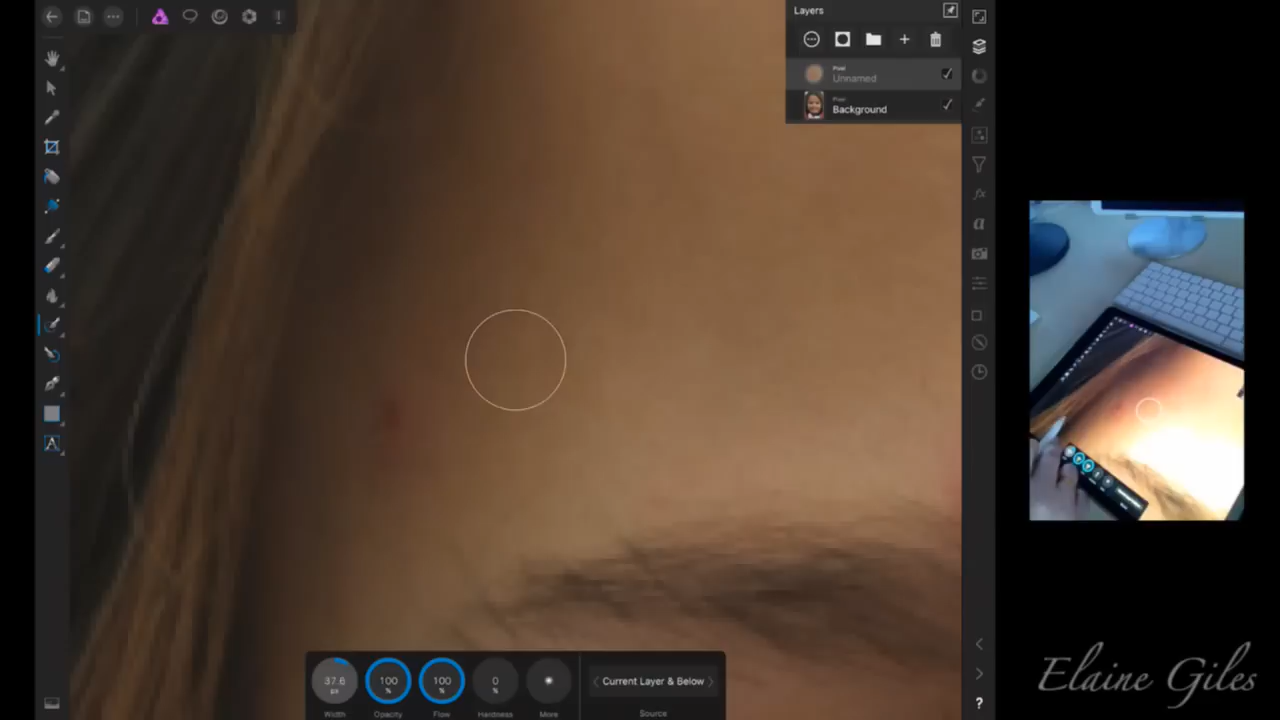 Layers
Pixel
Unnamed
Pixel
Background
37.6
px
Width
100
%
Opacity
100
%
Flow
0
%
Hardness
More
Current Layer & Below
Source
?
Elaine Giles